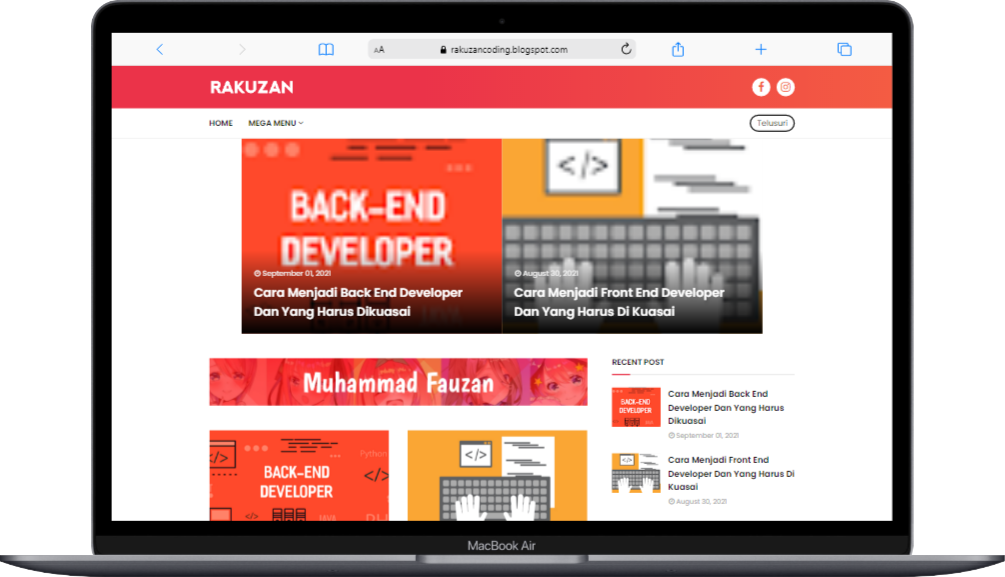 AA
rakuzancoding.blogspot.com
RAKUZAN
HOME
MEGA MENU
Telusuri
BACK-END
DEVELOPER
September 01, 2021
Cara Menjadi Back End Developer
Dan Yang Harus Dikuasai
</>
August 30, 2021
Cara Menjadi Front End Developer
Dan Yang Harus Di Kuasai
Muhammad Fauzan
RECENT POST
BACK-END
DEVELOPER
Cara Menjadi Back End
Developer Dan Yang Harus
Dikuasai
September 01, 2021
</>
Cara Menjadi Front End
Developer Dan Yang Harus Di
Kuasai
August 30, 2021
</>
Python
BACK-END
DEVELOPER
</>
</>
</>
MacBook Air